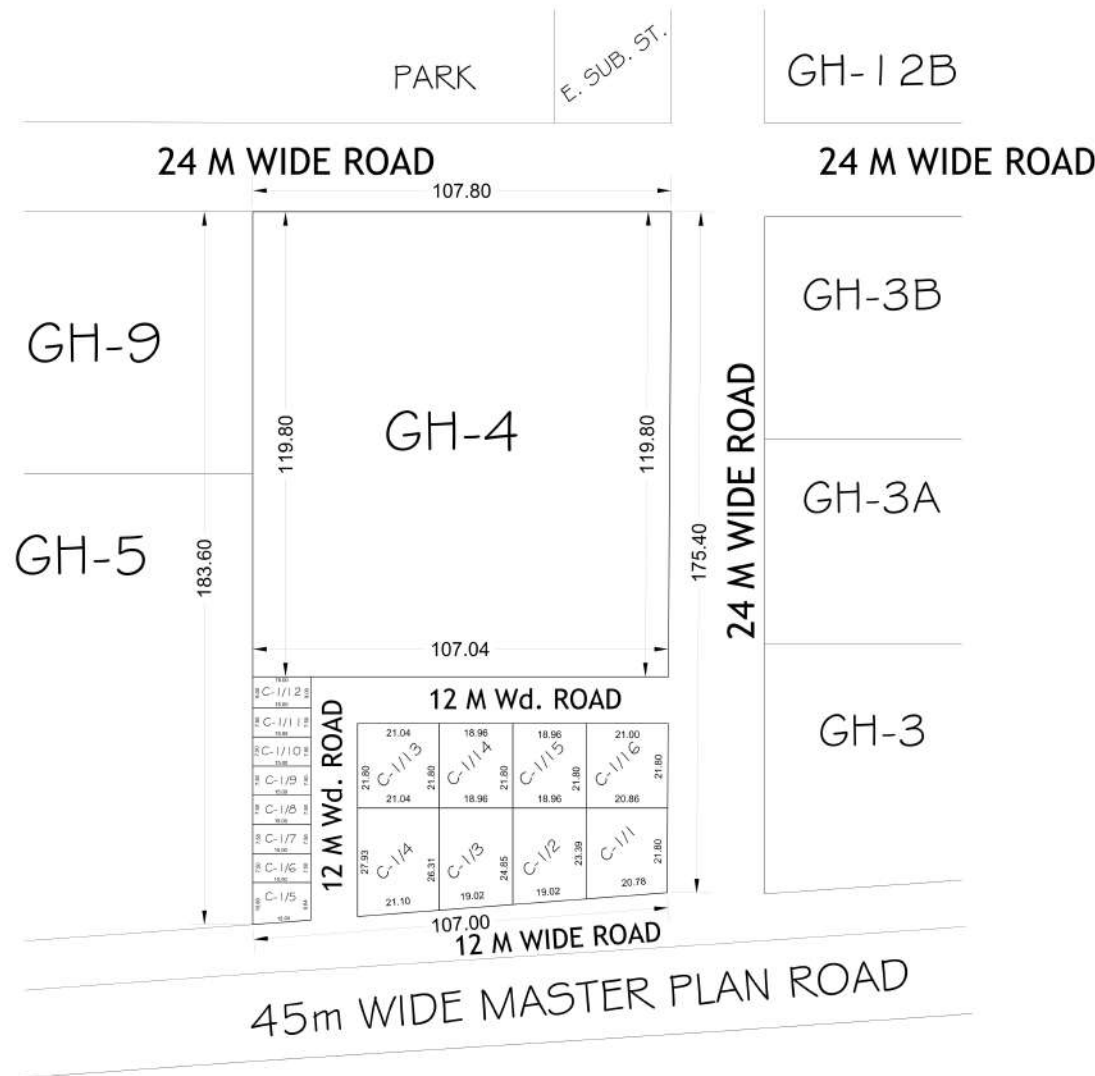 PARK
E. SUB. ST.
GH-12B
24 M WIDE ROAD
24 M WIDE ROAD
107.80
GH-9
GH-5
183.60
119.80
GH-4
119.80
175.40
24 M WIDE ROAD
GH-3B
GH-3A
GH-3
107.04
12 M Wd. ROAD
12 M Wd. ROAD
C-1/12
C-1/11
C-1/10
C-1/9
C-1/8
C-1/7
C-1/6
C-1/5
21.04
18.96
18.96
21.00
21.80
C-1/13
21.80
C-1/14
21.80
C-1/15
21.80
C-1/16
21.80
21.04
18.96
18.96
20.86
27.93
C-1/4
26.31
C-1/3
24.85
C-1/2
23.39
C-1/1
21.80
21.10
19.02
19.02
20.78
107.00
12 M WIDE ROAD
45m WIDE MASTER PLAN ROAD